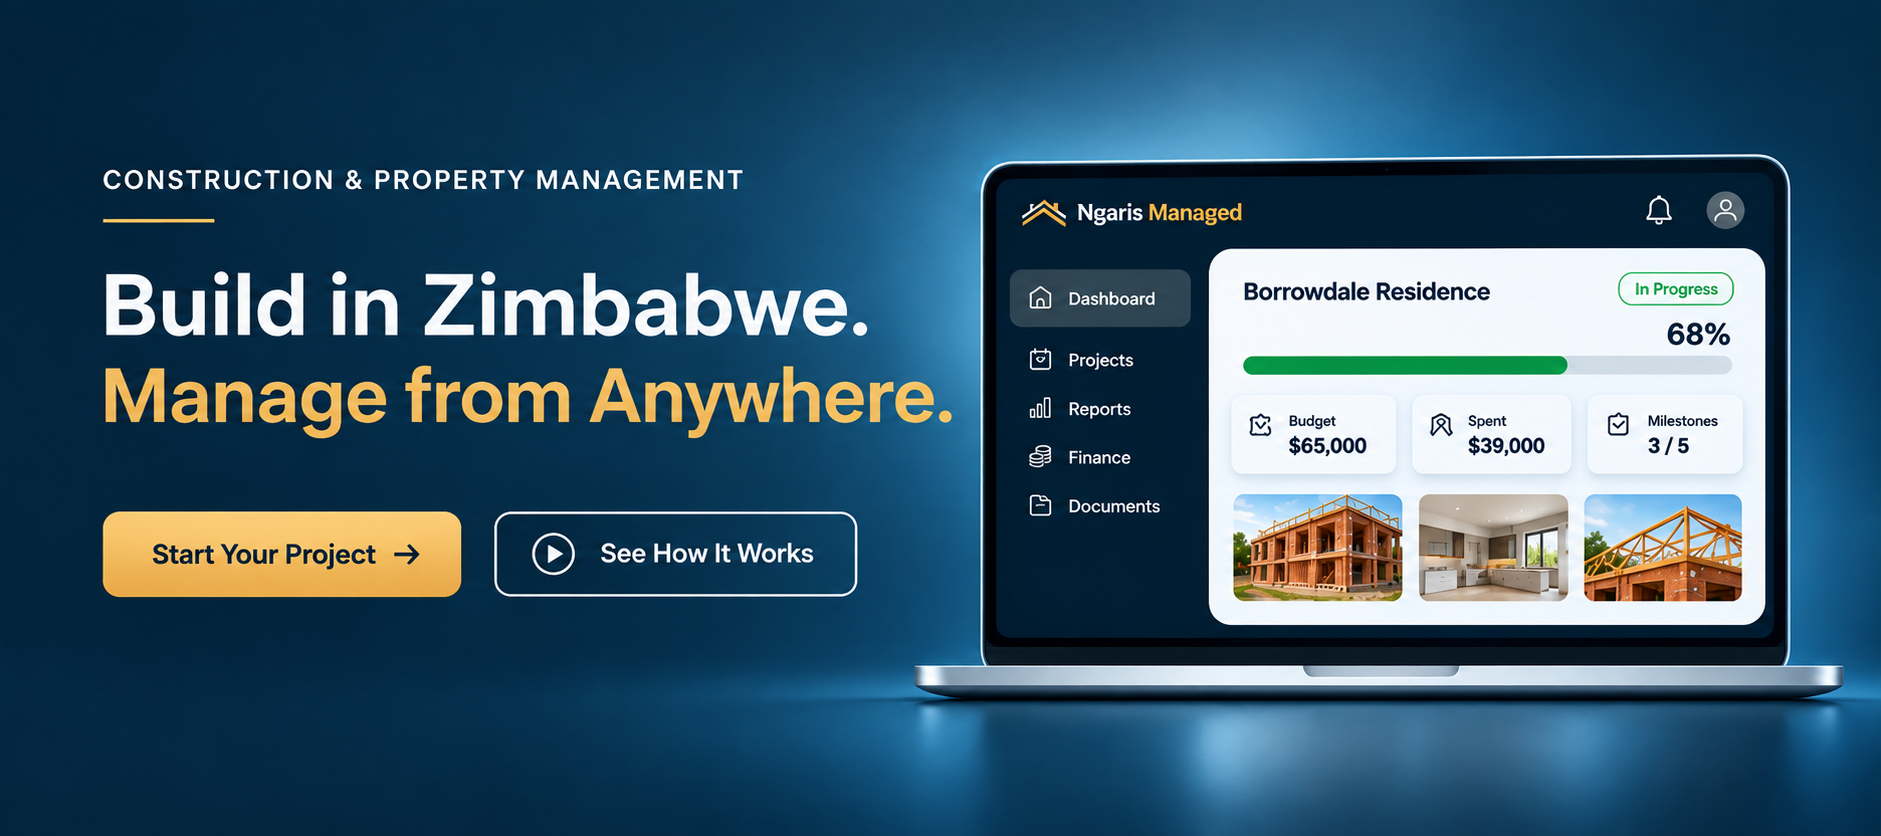 CONSTRUCTION & PROPERTY MANAGEMENT
Build in Zimbabwe.
Manage from Anywhere.
Start Your Project →
See How It Works
Ngaris Managed
Dashboard
Projects
Reports
Finance
Documents
Borrowdale Residence
In Progress
68%
Budget
$65,000
Spent
$39,000
Milestones
3 / 5